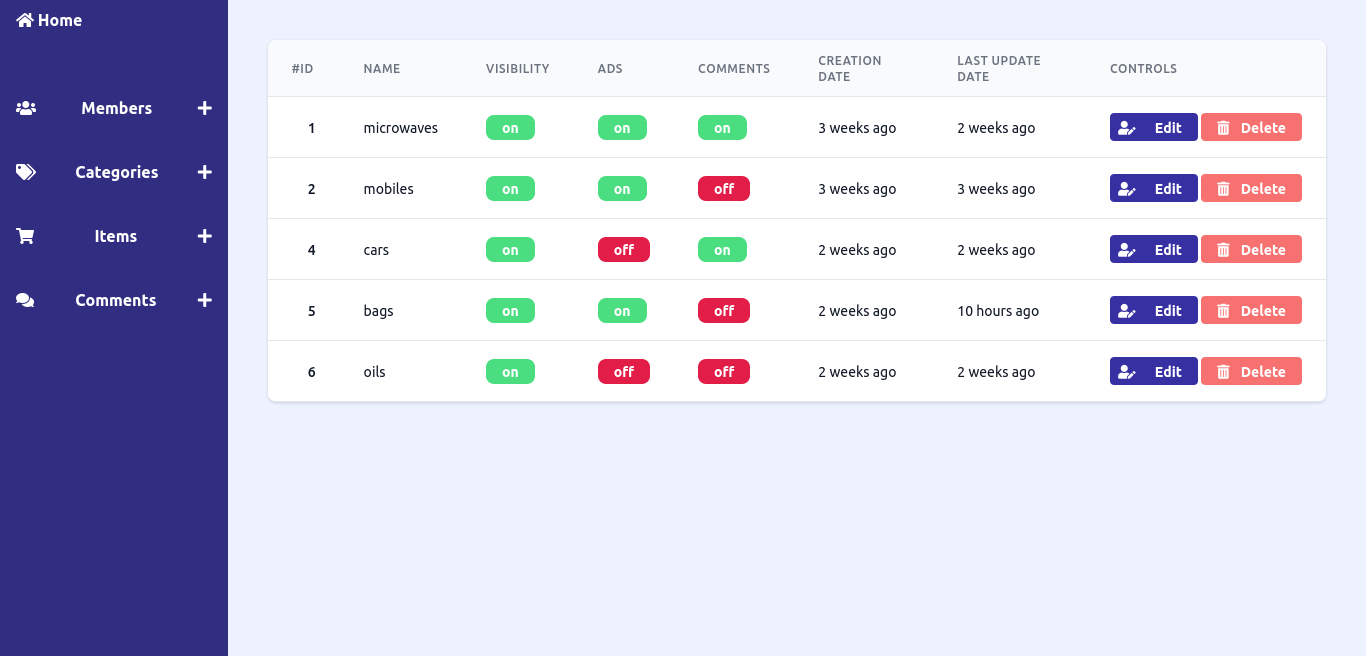 Home
Members
Categories
Items
Comments
#ID NAME VISIBILITY ADS COMMENTS CREATION DATE LAST UPDATE DATE CONTROLS
1 microwaves on on on 3 weeks ago 2 weeks ago Edit Delete
2 mobiles on on off 3 weeks ago 3 weeks ago Edit Delete
4 cars on off on 2 weeks ago 2 weeks ago Edit Delete
5 bags on on off 2 weeks ago 10 hours ago Edit Delete
6 oils on off off 2 weeks ago 2 weeks ago Edit Delete